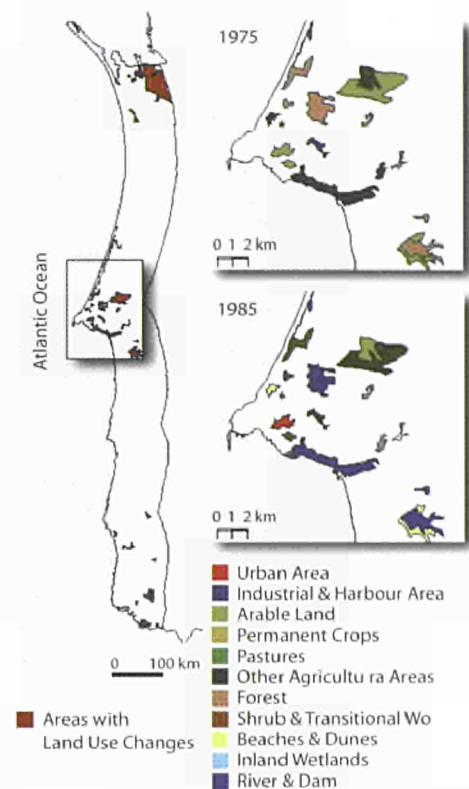 1975
0 1 2 km
Atlantic Ocean
1985
0 1 2 km
0 100 km
Areas with
Land Use Changes
Urban Area
Industrial & Harbour Area
Arable Land
Permanent Crops
Pastures
Other Agricultu ra Areas
Forest
Shrub & Transitional Wo
Beaches & Dunes
Inland Wetlands
River & Dam